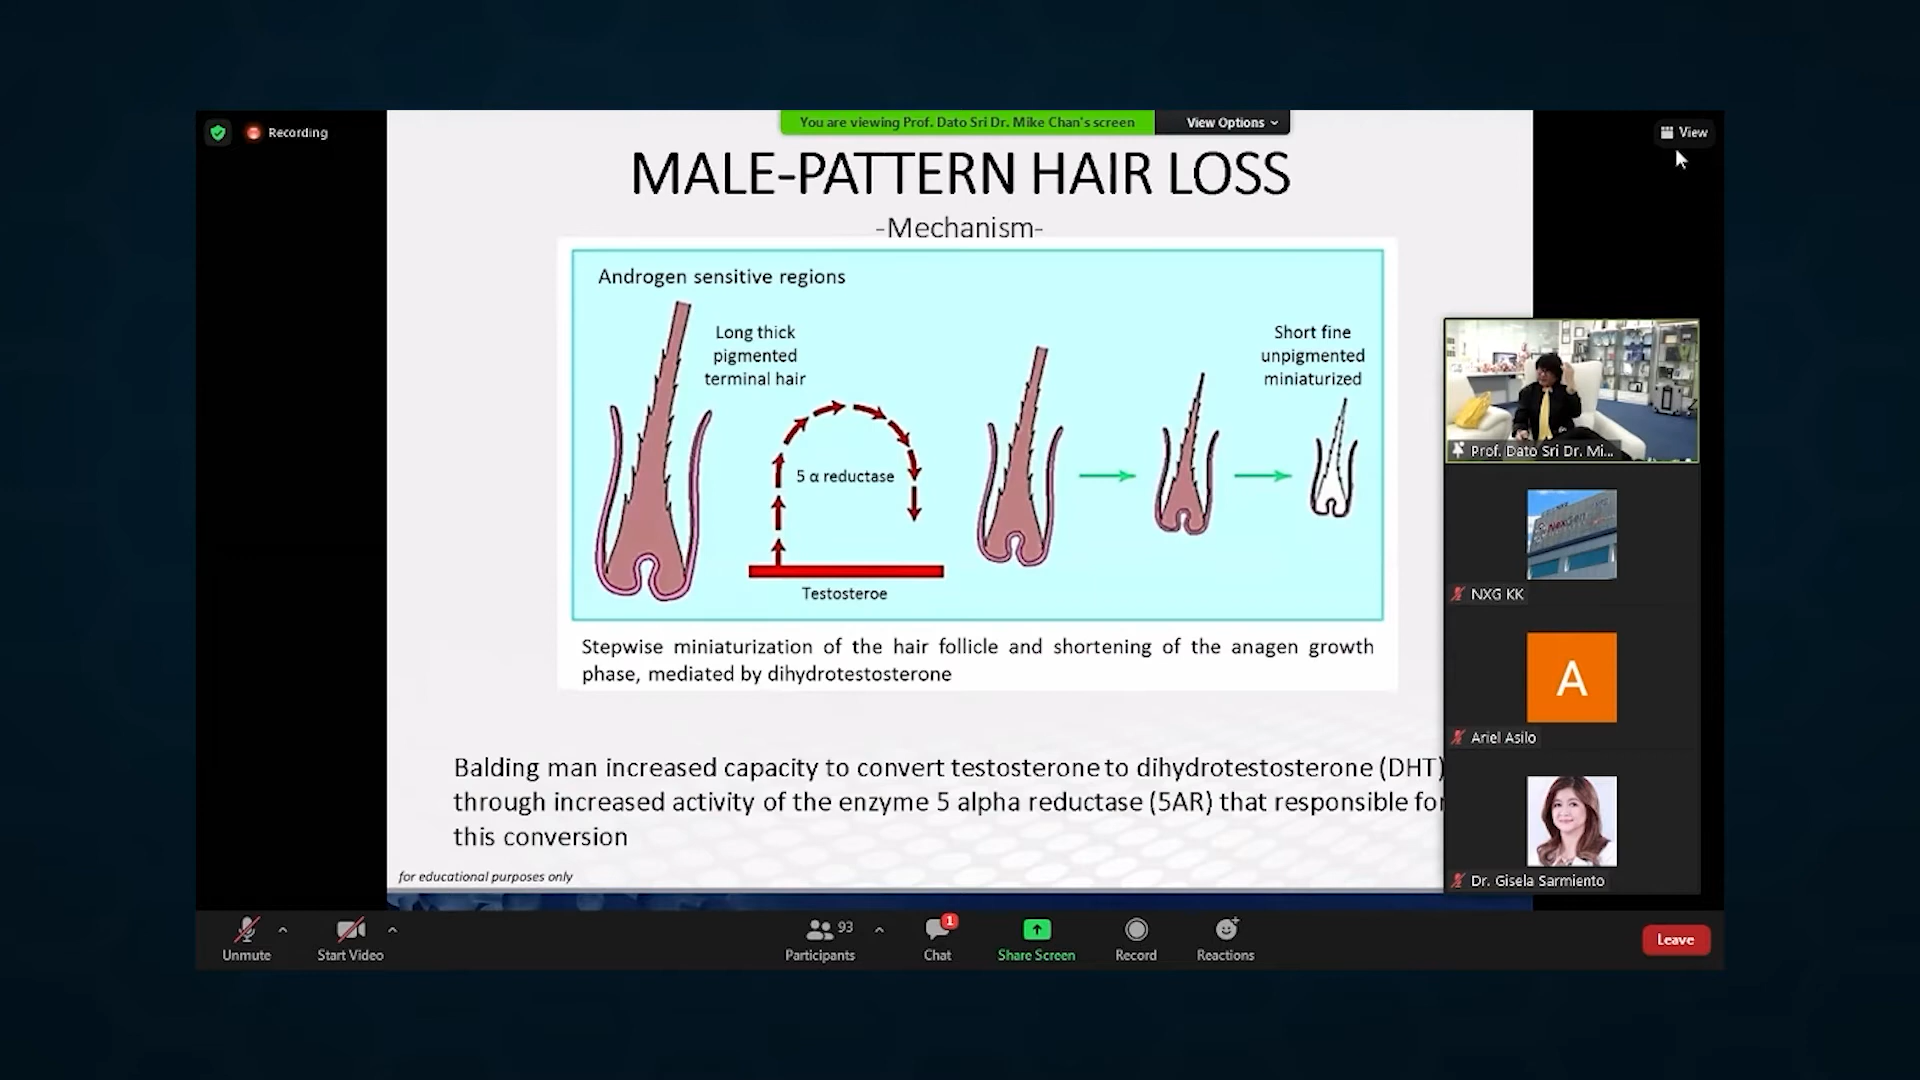 Recording
You are viewing Prof. Dato Sri Dr. Mike Chan's screen
View Options
View
MALE-PATTERN HAIR LOSS
-Mechanism-
Androgen sensitive regions
Long thick
pigmented
terminal hair
5 α reductase
Testosteroe
Short fine
unpigmented
miniaturized
Stepwise miniaturization of the hair follicle and shortening of the anagen growth
phase, mediated by dihydrotestosterone
Balding man increased capacity to convert testosterone to dihydrotestosterone (DHT)
through increased activity of the enzyme 5 alpha reductase (5AR) that responsible for
this conversion
for educational purposes only
Prof. Dato Sri Dr. Mi...
NXG KK
A
Ariel Asilo
Dr. Gisela Sarmiento
Unmute
Start Video
93
Participants
1
Chat
Share Screen
Record
Reactions
Leave